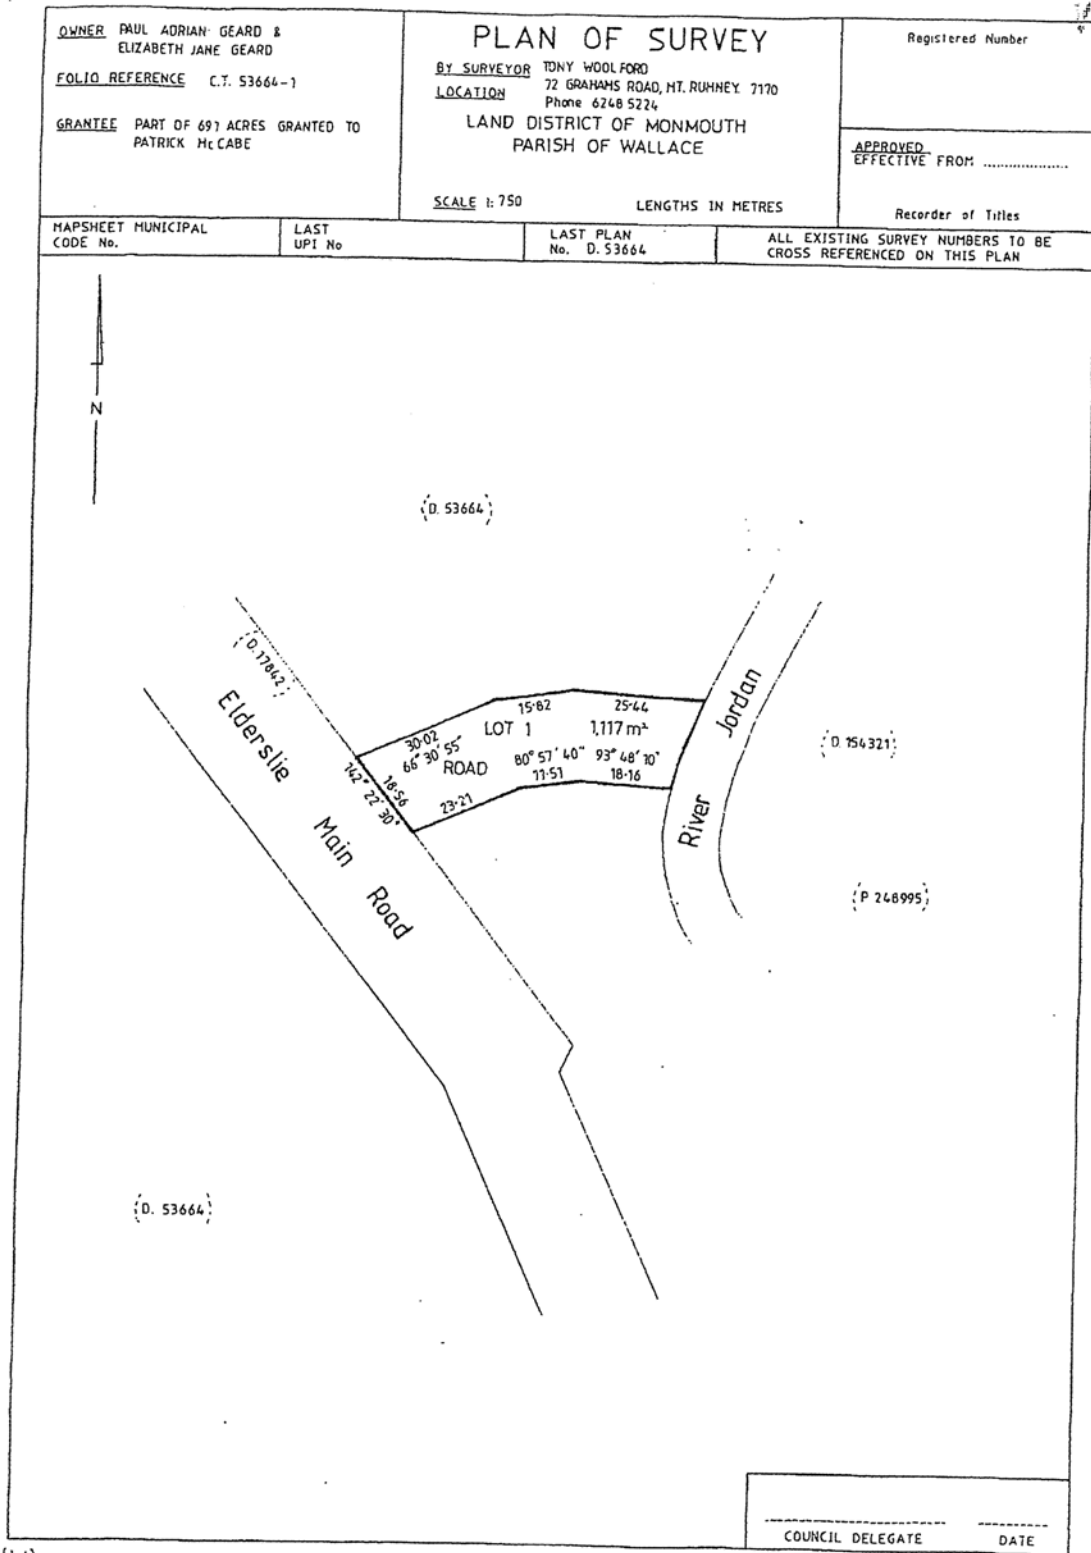 OWNER PAUL ADRIAN GEARD &
ELIZABETH JANE GEARD
FOLIO REFERENCE C.T. 53664-1
GRANTEE PART OF 697 ACRES GRANTED TO
PATRICK Mc CABE
PLAN OF SURVEY
BY SURVEYOR TONY WOOLFORD
LOCATION 72 GRAHAMS ROAD, MT. RUMNEY 7170
Phone 6248 5224
LAND DISTRICT OF MONMOUTH
PARISH OF WALLACE
SCALE 1: 750 LENGTHS IN METRES
Registered Number
APPROVED
EFFECTIVE FROM ....................
Recorder of Titles
MAPSHEET MUNICIPAL
CODE No.
LAST
UPI No
LAST PLAN
No. D. 53664
ALL EXISTING SURVEY NUMBERS TO BE
CROSS REFERENCED ON THIS PLAN
N
(D. 53664)
(D. 17842)
Elderslie Main Road
15·82 25·44
LOT 1 1,117 m²
30·02
66° 30' 55"
ROAD
80° 57' 40" 93° 48' 10"
11·51 18·16
18·56
142° 22' 30"
23·21
River Jordan
(D. 154321)
(P 248995)
(D. 53664)
COUNCIL DELEGATE DATE